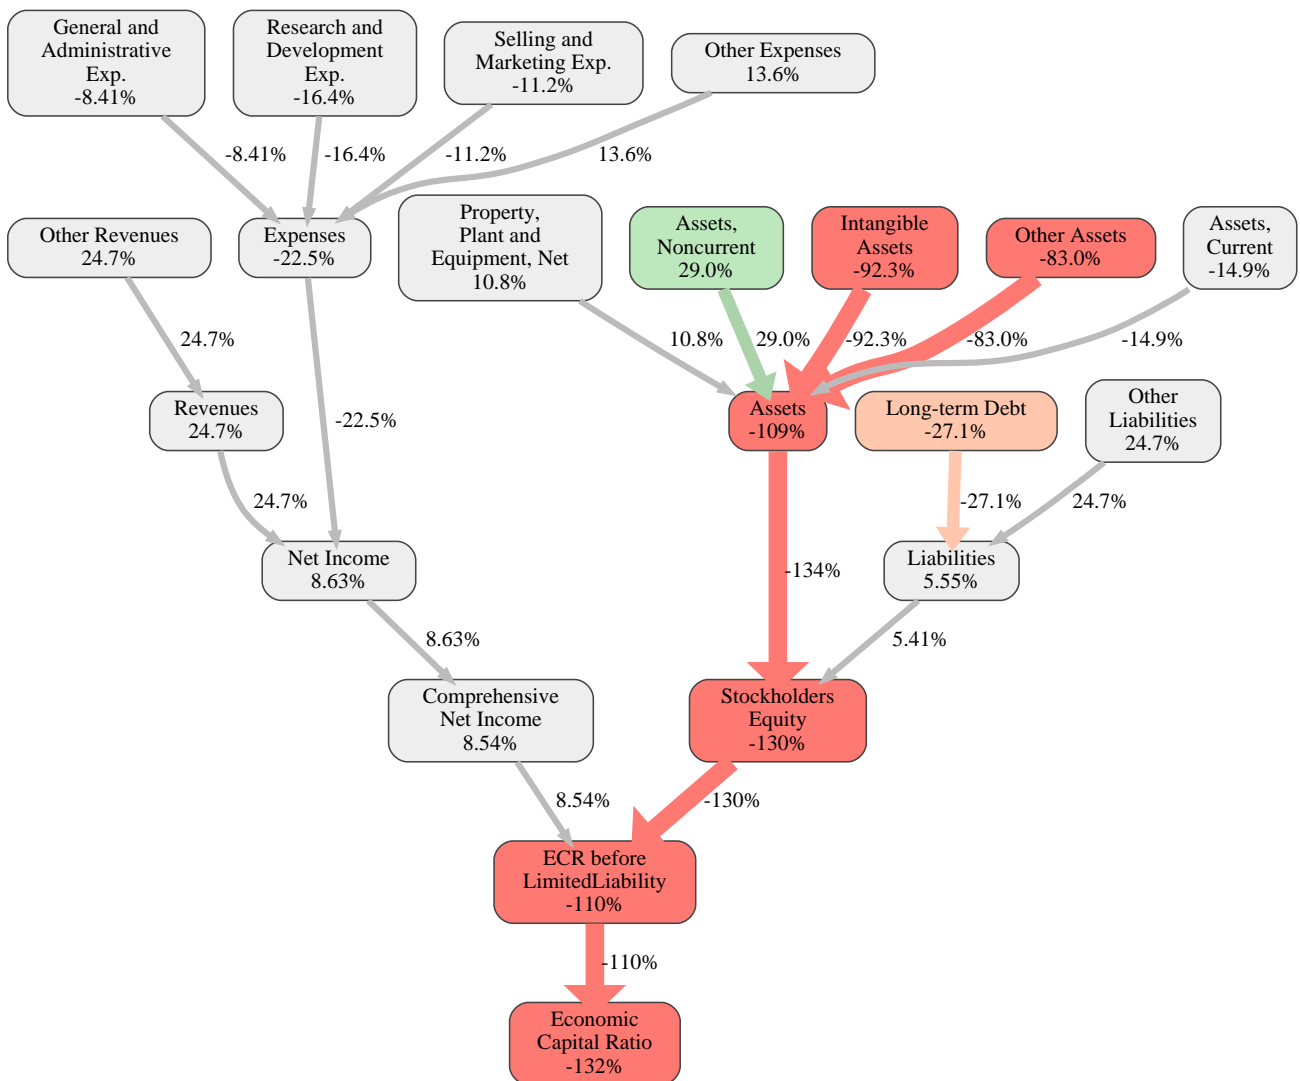 General and
Administrative
Exp.
-8.41%
Research and
Development
Exp.
-16.4%
Selling and
Marketing Exp.
-11.2%
Other Expenses
13.6%
-8.41%
-16.4%
-11.2%
13.6%
Other Revenues
24.7%
Expenses
-22.5%
Property,
Plant and
Equipment, Net
10.8%
Assets,
Noncurrent
29.0%
Intangible
Assets
-92.3%
Other Assets
-83.0%
Assets,
Current
-14.9%
24.7%
10.8%
29.0%
-92.3%
-83.0%
-14.9%
Revenues
24.7%
-22.5%
Assets
-109%
Long-term Debt
-27.1%
Other
Liabilities
24.7%
24.7%
-27.1%
24.7%
Net Income
8.63%
-134%
Liabilities
5.55%
8.63%
5.41%
Comprehensive
Net Income
8.54%
Stockholders
Equity
-130%
8.54%
-130%
ECR before
LimitedLiability
-110%
-110%
Economic
Capital Ratio
-132%